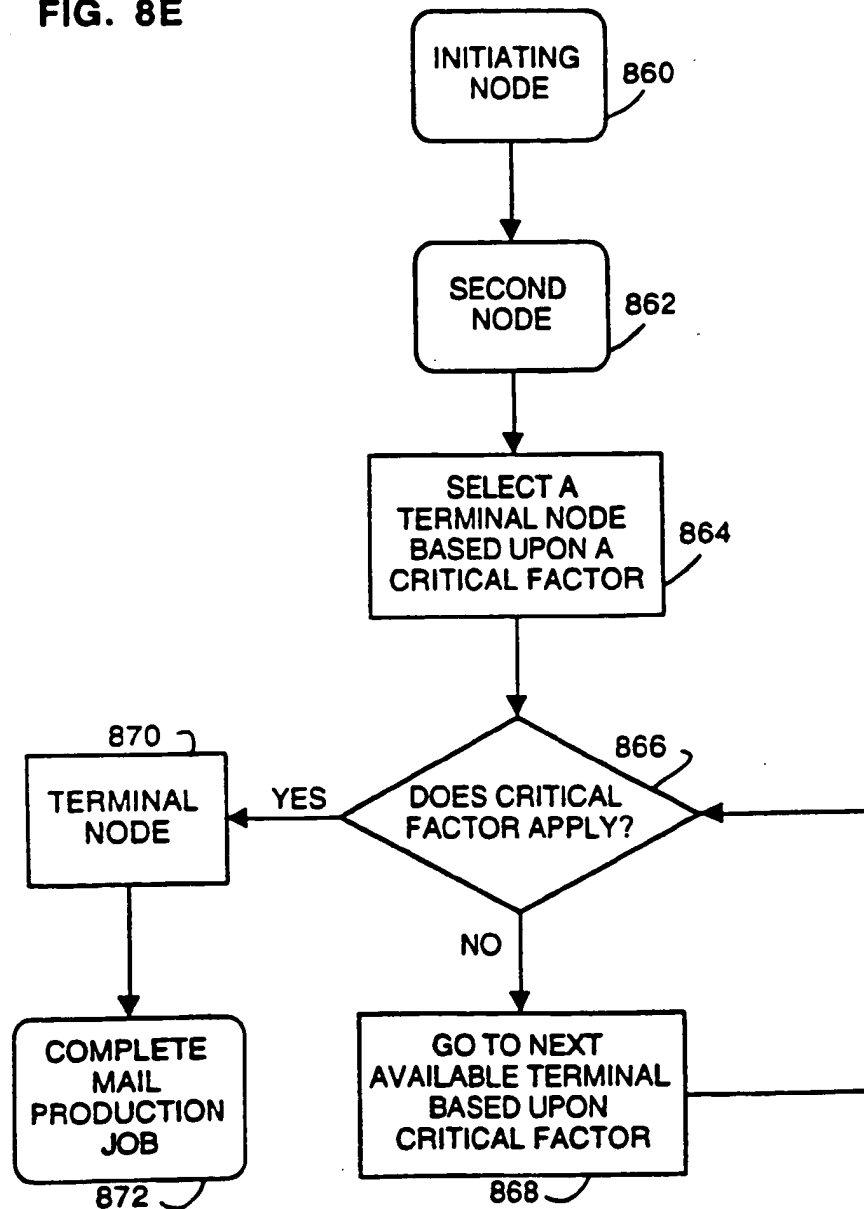 FIG. 8E
INITIATING
NODE
860
SECOND
NODE
862
SELECT A
TERMINAL NODE
BASED UPON A
CRITICAL FACTOR
864
DOES CRITICAL
FACTOR APPLY?
866
YES
870
TERMINAL
NODE
NO
COMPLETE
MAIL
PRODUCTION
JOB
872
GO TO NEXT
AVAILABLE TERMINAL
BASED UPON
CRITICAL FACTOR
868